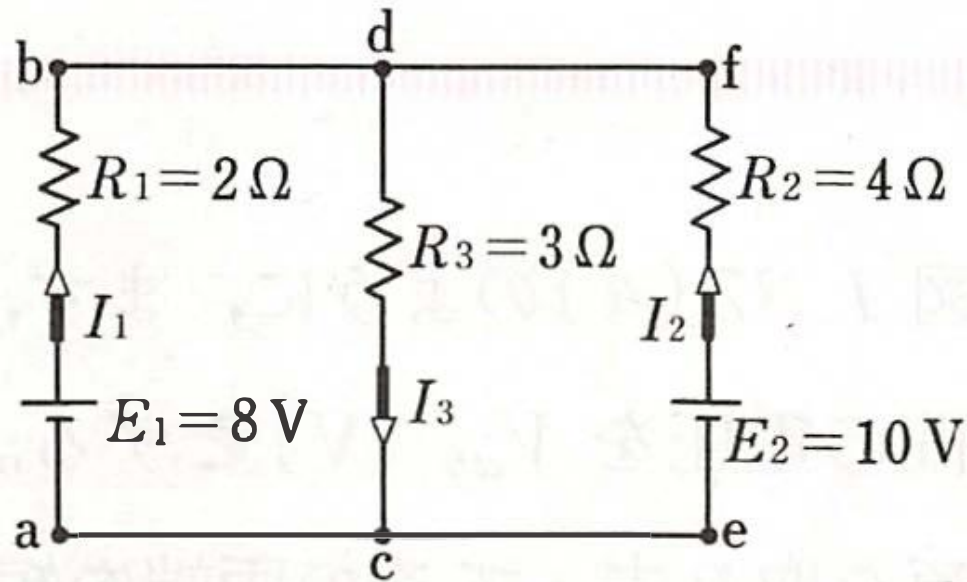 d
b
f
R1=2Ω
R2=4Ω
R3=3Ω
I1
I2
I3
E1=8V
E2=10V
a
c
e